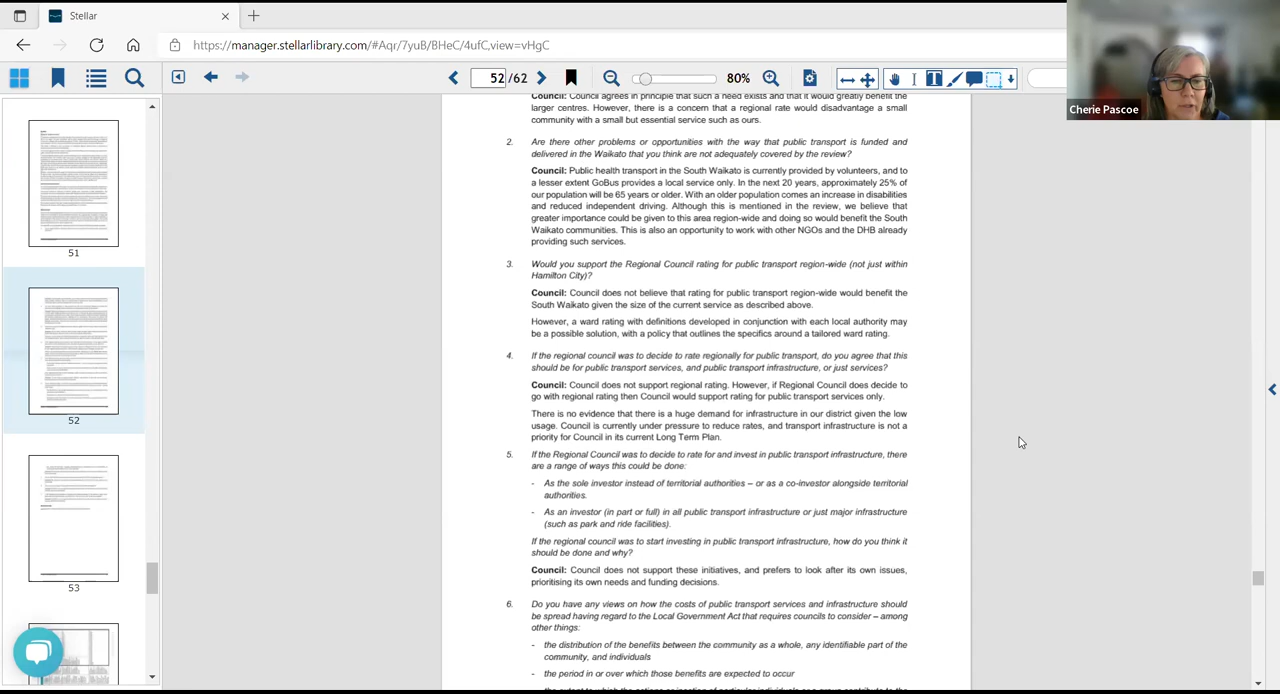 Stellar
https://manager.stellarlibrary.com/#Aqr/7yuB/BHeC/4ufC,view=vHgC
52 /62
80%
Cherie Pascoe
51
52
53
Council: Council agrees in principle that such a need exists and that it would greatly benefit the
larger centres. However, there is a concern that a regional rate would disadvantage a small
community with a small but essential service such as ours.
2. Are there other problems or opportunities with the way that public transport is funded and
delivered in the Waikato that you think are not adequately covered by the review?
Council: Public health transport in the South Waikato is currently provided by volunteers, and to
a lesser extent GoBus provides a local service only. In the next 20 years, approximately 25% of
our population will be 65 years or older. With an older population comes an increase in disabilities
and reduced independent driving. Although this is mentioned in the review, we believe that
greater importance could be given to this area region-wide and doing so would benefit the South
Waikato communities. This is also an opportunity to work with other NGOs and the DHB already
providing such services.
3. Would you support the Regional Council rating for public transport region-wide (not just within
Hamilton City)?
Council: Council does not believe that rating for public transport region-wide would benefit the
South Waikato given the size of the current service as described above.
However, a ward rating with definitions developed in conjunction with each local authority may
be a possible solution, with a policy that outlines the specifics around a tailored ward rating.
4. If the regional council was to decide to rate regionally for public transport, do you agree that this
should be for public transport services, and public transport infrastructure, or just services?
Council: Council does not support regional rating. However, if Regional Council does decide to
go with regional rating then Council would support rating for public transport services only.
There is no evidence that there is a huge demand for infrastructure in our district given the low
usage. Council is currently under pressure to reduce rates, and transport infrastructure is not a
priority for Council in its current Long Term Plan.
5. If the Regional Council was to decide to rate for and invest in public transport infrastructure, there
are a range of ways this could be done:
- As the sole investor instead of territorial authorities – or as a co-investor alongside territorial
authorities.
- As an investor (in part or full) in all public transport infrastructure or just major infrastructure
(such as park and ride facilities).
If the regional council was to start investing in public transport infrastructure, how do you think it
should be done and why?
Council: Council does not support these initiatives, and prefers to look after its own issues,
prioritising its own needs and funding decisions.
6. Do you have any views on how the costs of public transport services and infrastructure should
be spread having regard to the Local Government Act that requires councils to consider – among
other things:
- the distribution of the benefits between the community as a whole, any identifiable part of the
community, and individuals
- the period in or over which those benefits are expected to occur